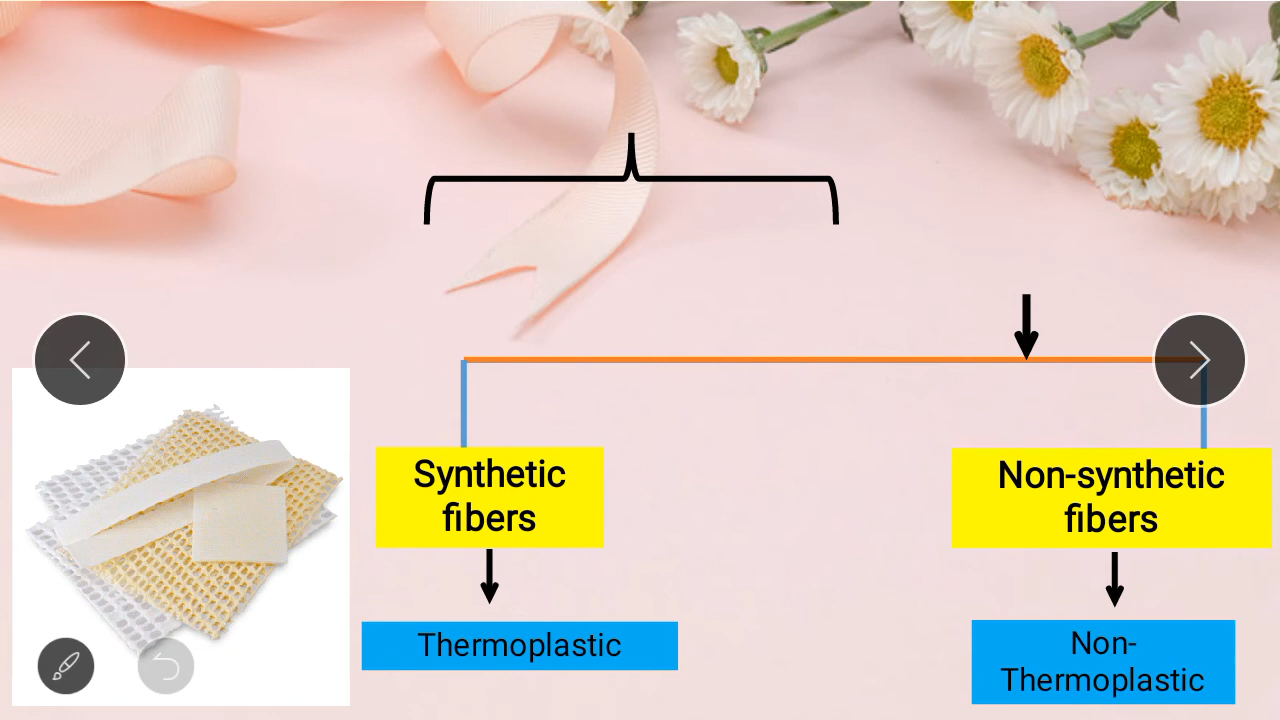 Synthetic
fibers
Non-synthetic
fibers
Thermoplastic
Non-
Thermoplastic